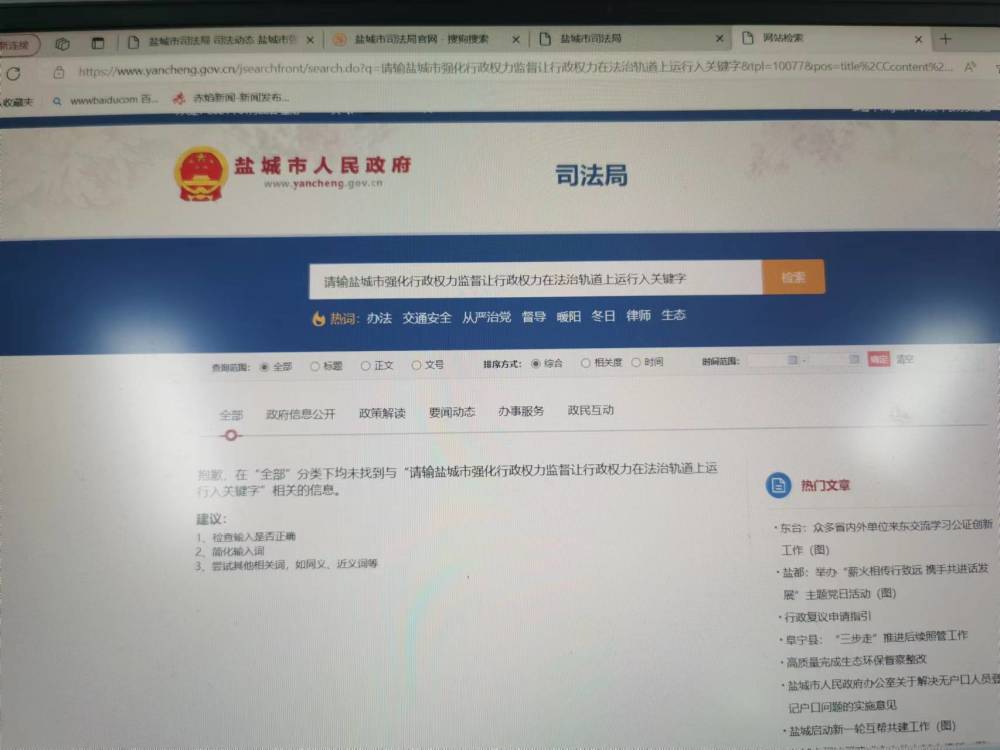 新连续
盐城市司法局 司法动态 盐城市
盐城市司法局官网 - 搜狗搜索
盐城市司法局
网站检索
https://www.yancheng.gov.cn/jsearchfront/search.do?q=请输盐城市强化行政权力监督让行政权力在法治轨道上运行入关键字&tpl=10077&pos=title%2CCcontent%2...
收藏夹
wwwbaiducom 百...
赤焰新闻-新闻发布...
盐城市人民政府
www.yancheng.gov.cn
司法局
请输盐城市强化行政权力监督让行政权力在法治轨道上运行入关键字
检索
热词: 办法 交通安全 从严治党 督导 暖阳 冬日 律师 生态
查询范围: 全部 标题 正文 文号 排序方式: 综合 相关度 时间 时间范围: - 确定 清空
全部 政府信息公开 政策解读 要闻动态 办事服务 政民互动
抱歉, 在 “全部” 分类下均未找到与 “请输盐城市强化行政权力监督让行政权力在法治轨道上运
行入关键字” 相关的信息。
建议:
1、检查输入是否正确
2、简化输入词
3、尝试其他相关词, 如同义、近义词等
热门文章
· 东台: 众多省内外单位来东交流学习公证创新
工作 (图)
· 盐都: 举办 “薪火相传行致远 携手共进话发
展” 主题党日活动 (图)
· 行政复议申请指引
· 阜宁县: “三步走” 推进后续照管工作
· 高质量完成生态环保督察整改
· 盐城市人民政府办公室关于解决无户口人员登
记户口问题的实施意见
· 盐城启动新一轮互帮共建工作 (图)